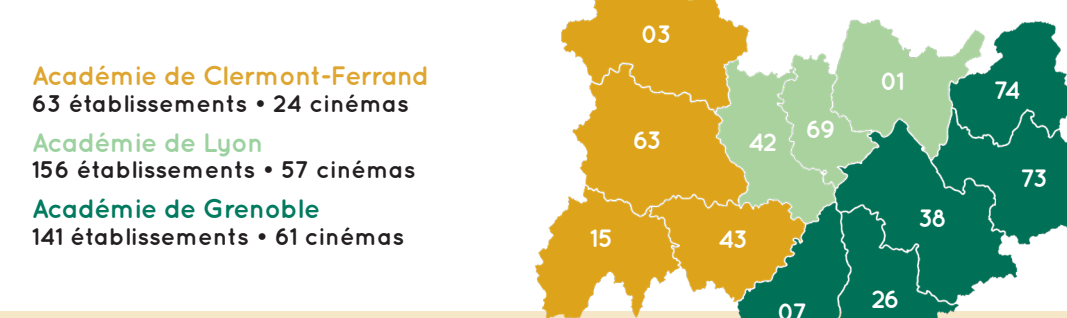 Académie de Clermont-Ferrand
63 établissements • 24 cinémas
Académie de Lyon
156 établissements • 57 cinémas
Académie de Grenoble
141 établissements • 61 cinémas
03
01
74
63
42
69
73
15
43
38
07
26